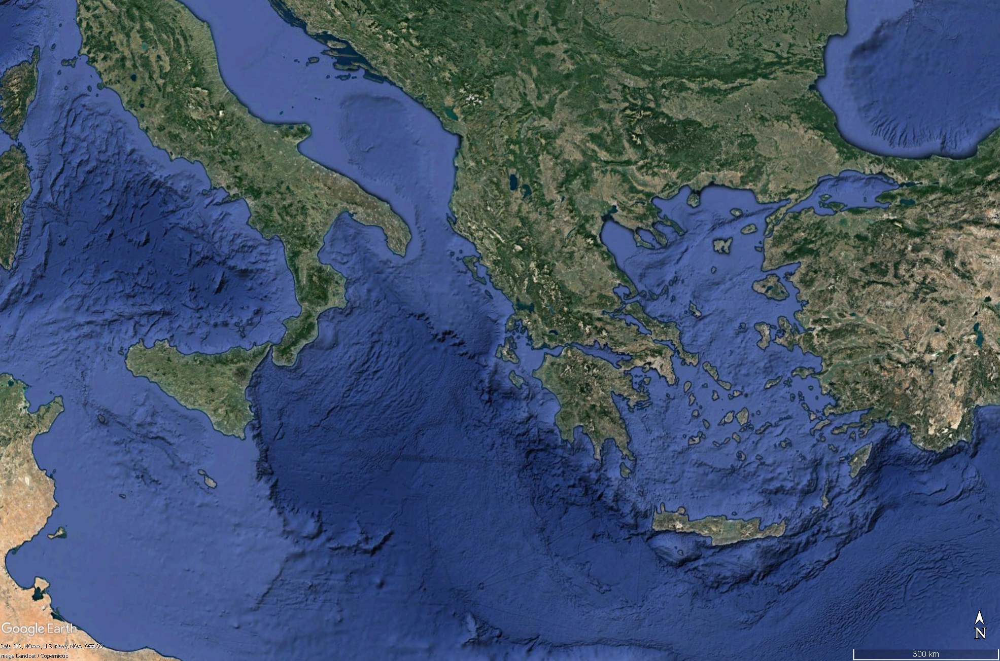 Google Earth
Data SIO, NOAA, U.S. Navy, NGA, GEBCO
Image Landsat / Copernicus
N
300 km